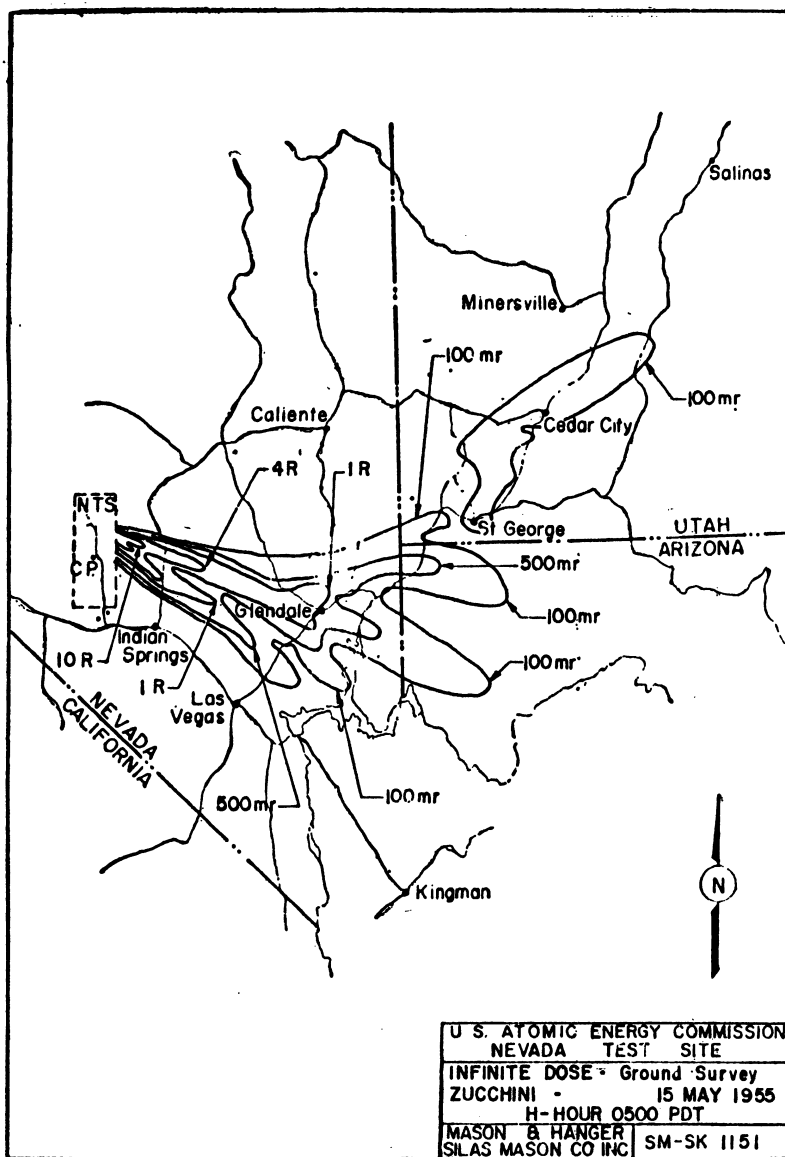 Salinas
Minersville
100 mr
100 mr
Caliente
Cedar City
4 R
1 R
NTS
St George
UTAH
ARIZONA
CP
500mr
Glendale
100mr
Indian
Springs
10 R
1 R
100mr
Las
Vegas
NEVADA
CALIFORNIA
500mr
100mr
Kingman
N
U S. ATOMIC ENERGY COMMISSION
NEVADA TEST SITE
INFINITE DOSE - Ground Survey
ZUCCHINI - 15 MAY 1955
H-HOUR 0500 PDT
MASON & HANGER
SILAS MASON CO INC
SM-SK 1151